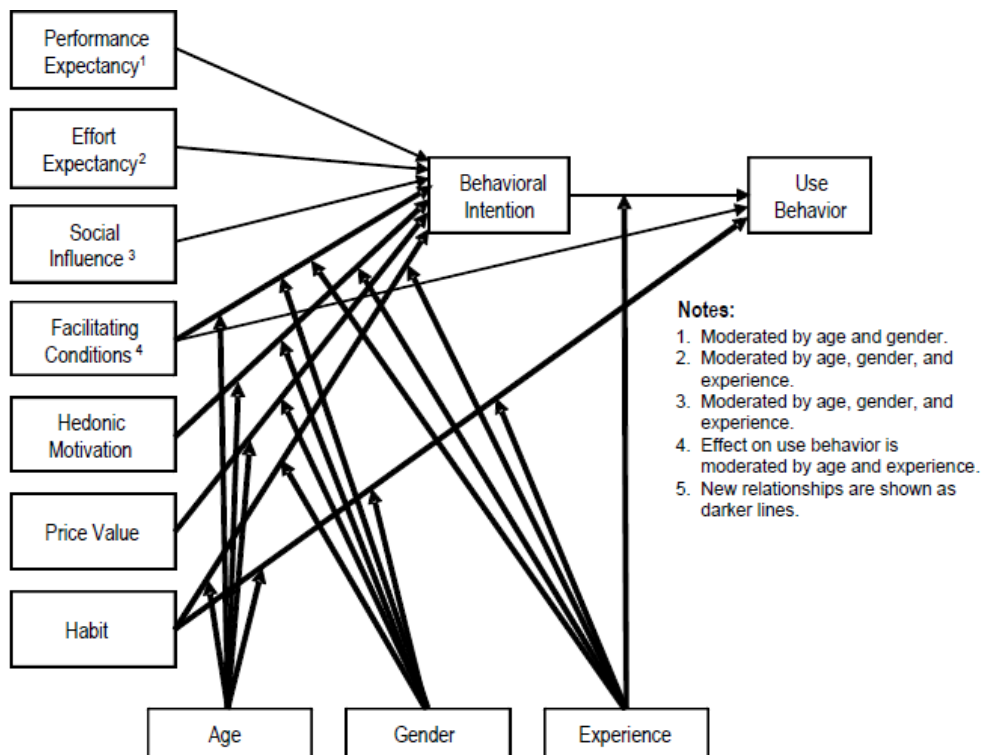 Performance
Expectancy¹
Effort
Expectancy²
Behavioral
Intention
Use
Behavior
Social
Influence ³
Facilitating
Conditions ⁴
Hedonic
Motivation
Price Value
Habit
Notes:
1. Moderated by age and gender.
2. Moderated by age, gender, and
experience.
3. Moderated by age, gender, and
experience.
4. Effect on use behavior is
moderated by age and experience.
5. New relationships are shown as
darker lines.
Age
Gender
Experience